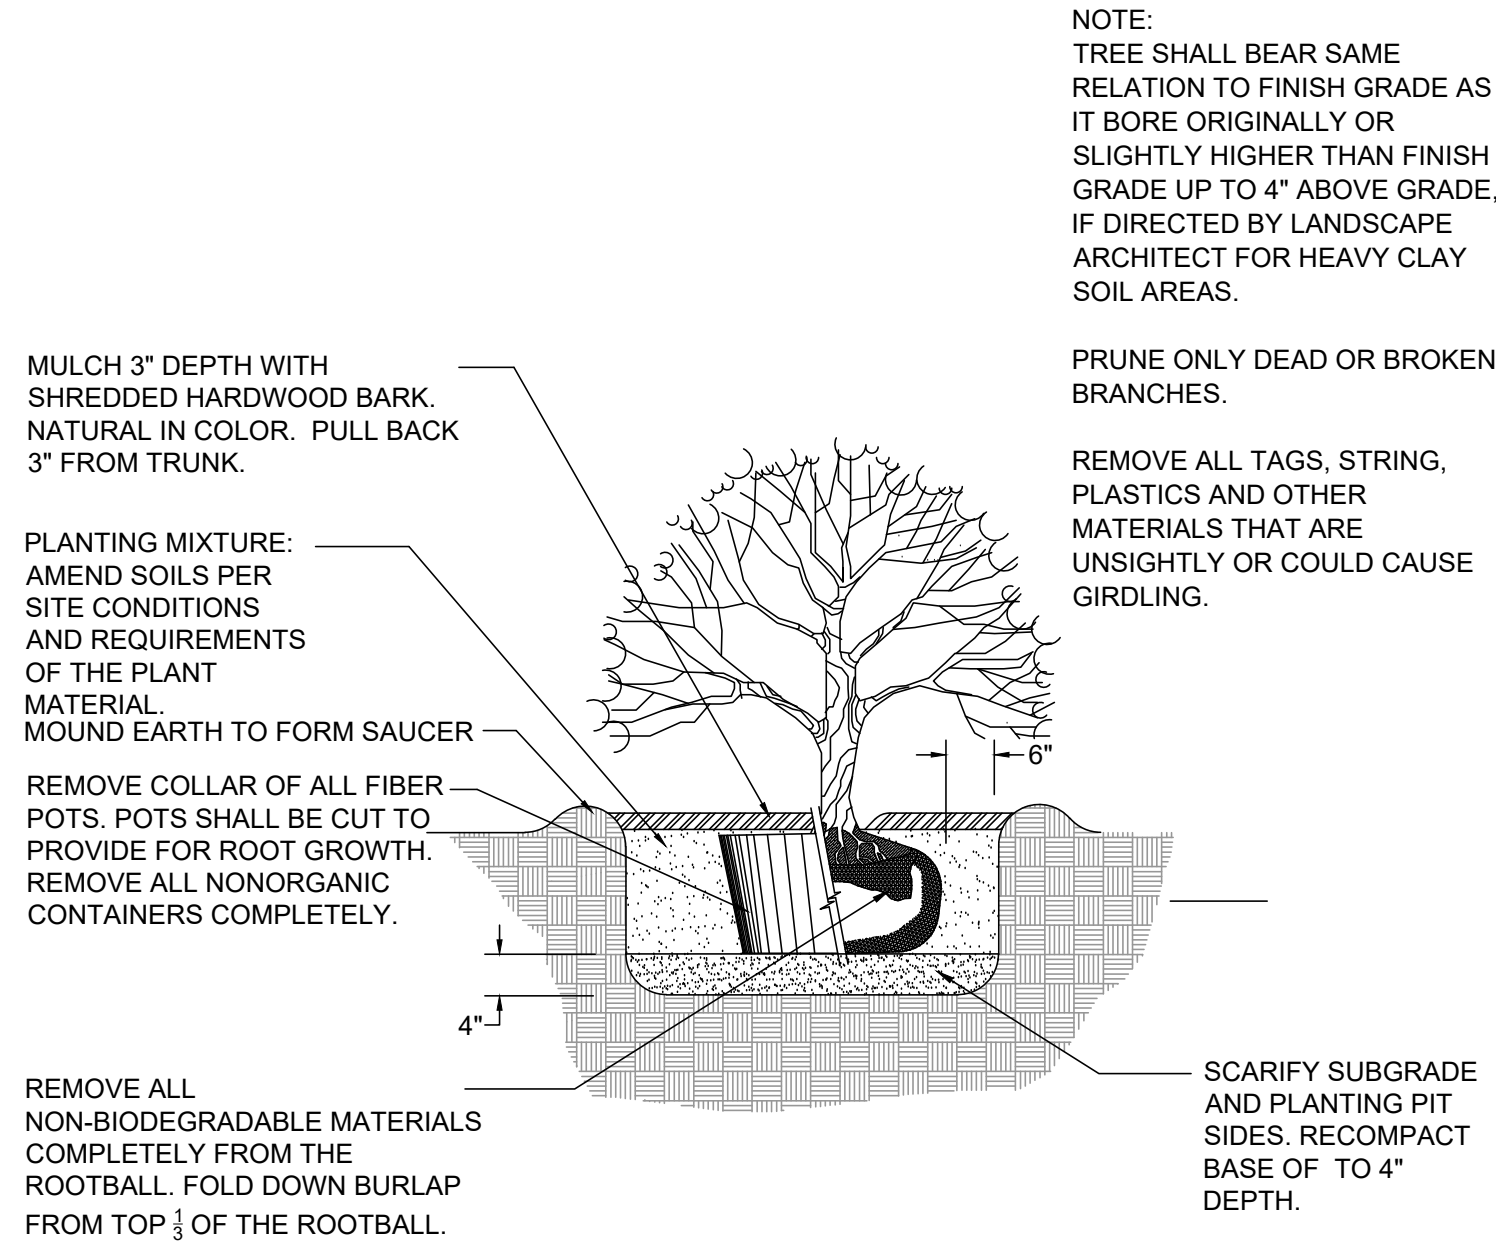 NOTE:
TREE SHALL BEAR SAME
RELATION TO FINISH GRADE AS
IT BORE ORIGINALLY OR
SLIGHTLY HIGHER THAN FINISH
GRADE UP TO 4" ABOVE GRADE,
IF DIRECTED BY LANDSCAPE
ARCHITECT FOR HEAVY CLAY
SOIL AREAS.
PRUNE ONLY DEAD OR BROKEN
BRANCHES.
REMOVE ALL TAGS, STRING,
PLASTICS AND OTHER
MATERIALS THAT ARE
UNSIGHTLY OR COULD CAUSE
GIRDLING.
MULCH 3" DEPTH WITH
SHREDDED HARDWOOD BARK.
NATURAL IN COLOR.  PULL BACK
3" FROM TRUNK.
PLANTING MIXTURE:
AMEND SOILS PER
SITE CONDITIONS
AND REQUIREMENTS
OF THE PLANT
MATERIAL.
MOUND EARTH TO FORM SAUCER
6"
REMOVE COLLAR OF ALL FIBER
POTS. POTS SHALL BE CUT TO
PROVIDE FOR ROOT GROWTH.
REMOVE ALL NONORGANIC
CONTAINERS COMPLETELY.
4"
REMOVE ALL
NON-BIODEGRADABLE MATERIALS
COMPLETELY FROM THE
ROOTBALL. FOLD DOWN BURLAP
FROM TOP 1/3 OF THE ROOTBALL.
SCARIFY SUBGRADE
AND PLANTING PIT
SIDES. RECOMPACT
BASE OF  TO 4"
DEPTH.